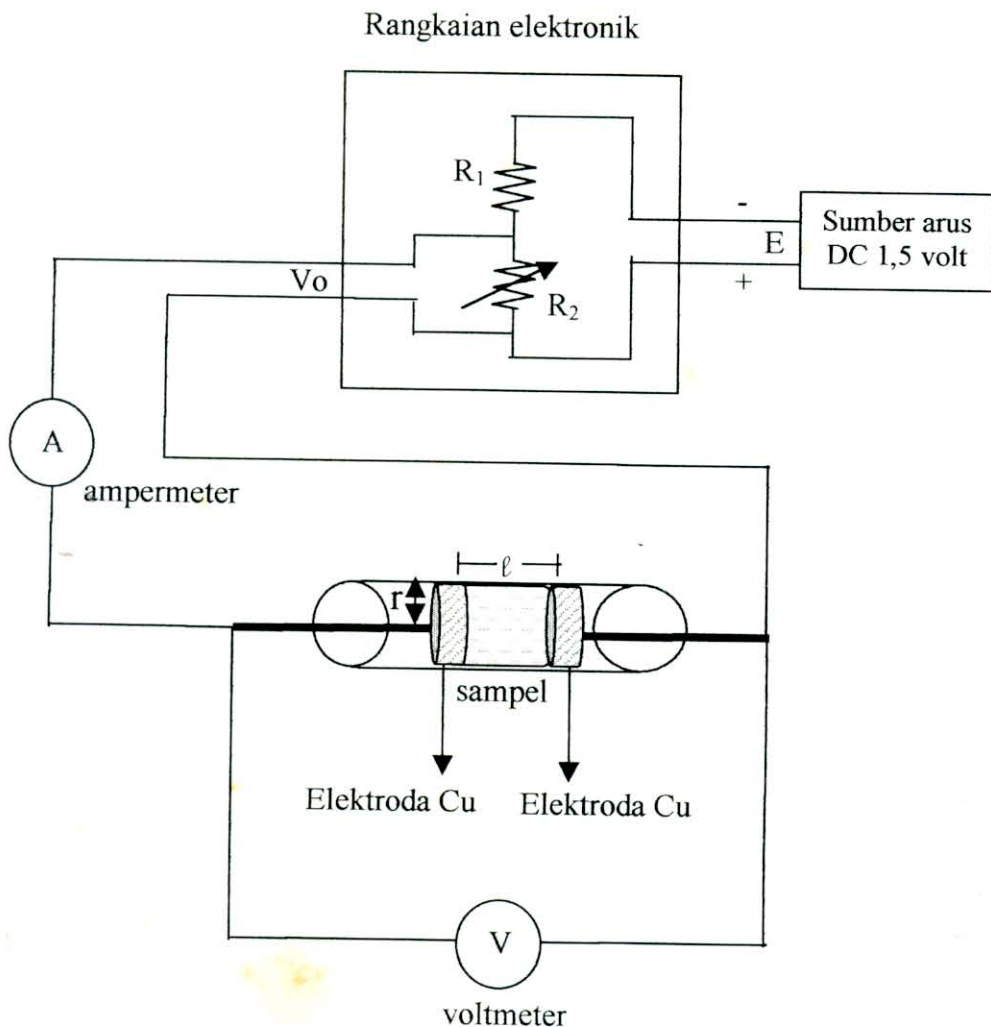 Rangkaian elektronik
R₁
-
Sumber arus
E
DC 1,5 volt
Vo
+
R₂
A
ampermeter
ℓ
r
sampel
Elektroda Cu
Elektroda Cu
V
voltmeter